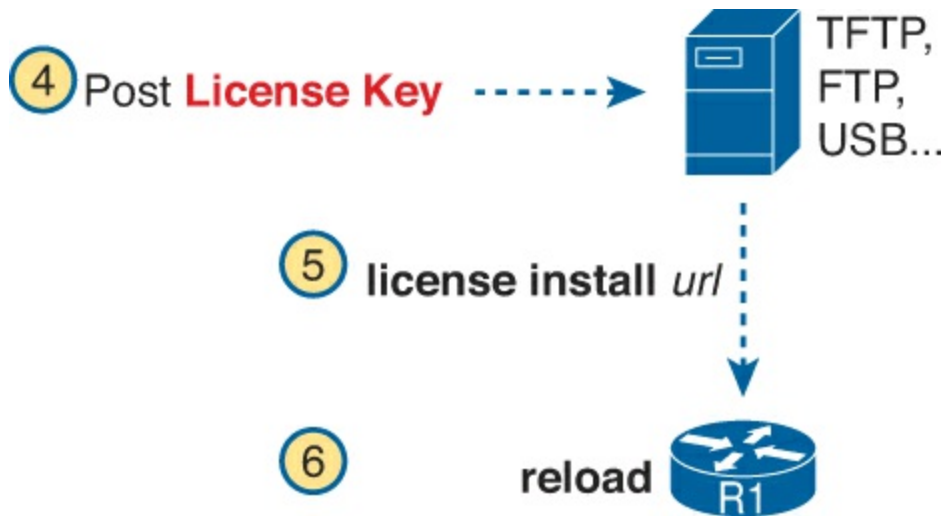 4 Post License Key
TFTP,
FTP,
USB...
5 license install url
6 reload
R1